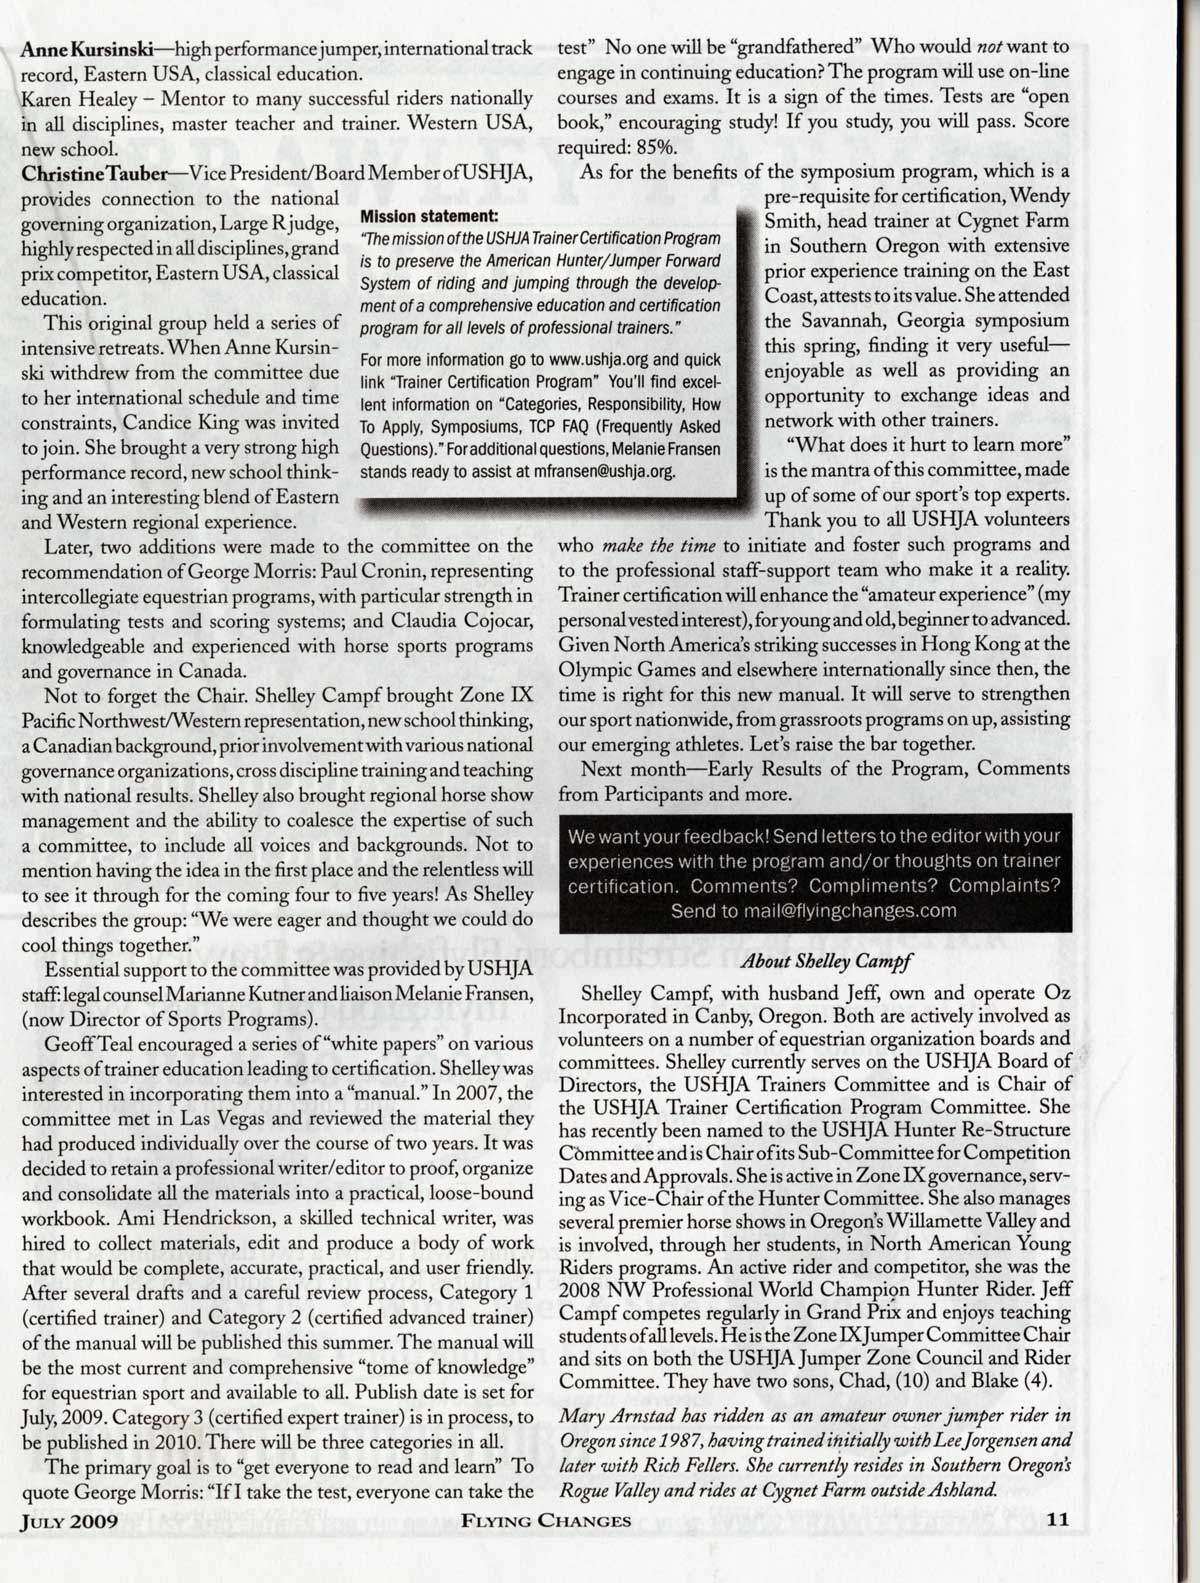 Anne Kursinski—high performance jumper, international track
record, Eastern USA, classical education.
Karen Healey – Mentor to many successful riders nationally
in all disciplines, master teacher and trainer. Western USA,
new school.
Christine Tauber—Vice President/Board Member of USHJA,
provides connection to the national
governing organization, Large R judge,
highly respected in all disciplines, grand
prix competitor, Eastern USA, classical
education.
This original group held a series of
intensive retreats. When Anne Kursin-
ski withdrew from the committee due
to her international schedule and time
constraints, Candice King was invited
to join. She brought a very strong high
performance record, new school think-
ing and an interesting blend of Eastern
and Western regional experience.
Later, two additions were made to the committee on the
recommendation of George Morris: Paul Cronin, representing
intercollegiate equestrian programs, with particular strength in
formulating tests and scoring systems; and Claudia Cojocar,
knowledgeable and experienced with horse sports programs
and governance in Canada.
Not to forget the Chair. Shelley Campf brought Zone IX
Pacific Northwest/Western representation, new school thinking,
a Canadian background, prior involvement with various national
governance organizations, cross discipline training and teaching
with national results. Shelley also brought regional horse show
management and the ability to coalesce the expertise of such
a committee, to include all voices and backgrounds. Not to
mention having the idea in the first place and the relentless will
to see it through for the coming four to five years! As Shelley
describes the group: “We were eager and thought we could do
cool things together.”
Essential support to the committee was provided by USHJA
staff: legal counsel Marianne Kutner and liaison Melanie Fransen,
(now Director of Sports Programs).
Geoff Teal encouraged a series of “white papers” on various
aspects of trainer education leading to certification. Shelley was
interested in incorporating them into a “manual.” In 2007, the
committee met in Las Vegas and reviewed the material they
had produced individually over the course of two years. It was
decided to retain a professional writer/editor to proof, organize
and consolidate all the materials into a practical, loose-bound
workbook. Ami Hendrickson, a skilled technical writer, was
hired to collect materials, edit and produce a body of work
that would be complete, accurate, practical, and user friendly.
After several drafts and a careful review process, Category 1
(certified trainer) and Category 2 (certified advanced trainer)
of the manual will be published this summer. The manual will
be the most current and comprehensive “tome of knowledge”
for equestrian sport and available to all. Publish date is set for
July, 2009. Category 3 (certified expert trainer) is in process, to
be published in 2010. There will be three categories in all.
The primary goal is to “get everyone to read and learn” To
quote George Morris: “If I take the test, everyone can take the
Mission statement:
“The mission of the USHJA Trainer Certification Program
is to preserve the American Hunter/Jumper Forward
System of riding and jumping through the develop-
ment of a comprehensive education and certification
program for all levels of professional trainers.”
For more information go to www.ushja.org and quick
link “Trainer Certification Program” You’ll find excel-
lent information on “Categories, Responsibility, How
To Apply, Symposiums, TCP FAQ (Frequently Asked
Questions).” For additional questions, Melanie Fransen
stands ready to assist at mfransen@ushja.org.
test” No one will be “grandfathered” Who would not want to
engage in continuing education? The program will use on-line
courses and exams. It is a sign of the times. Tests are “open
book,” encouraging study! If you study, you will pass. Score
required: 85%.
As for the benefits of the symposium program, which is a
pre-requisite for certification, Wendy
Smith, head trainer at Cygnet Farm
in Southern Oregon with extensive
prior experience training on the East
Coast, attests to its value. She attended
the Savannah, Georgia symposium
this spring, finding it very useful—
enjoyable as well as providing an
opportunity to exchange ideas and
network with other trainers.
“What does it hurt to learn more”
is the mantra of this committee, made
up of some of our sport’s top experts.
Thank you to all USHJA volunteers
who make the time to initiate and foster such programs and
to the professional staff-support team who make it a reality.
Trainer certification will enhance the “amateur experience” (my
personal vested interest), for young and old, beginner to advanced.
Given North America’s striking successes in Hong Kong at the
Olympic Games and elsewhere internationally since then, the
time is right for this new manual. It will serve to strengthen
our sport nationwide, from grassroots programs on up, assisting
our emerging athletes. Let’s raise the bar together.
Next month—Early Results of the Program, Comments
from Participants and more.
We want your feedback! Send letters to the editor with your
experiences with the program and/or thoughts on trainer
certification. Comments? Compliments? Complaints?
Send to mail@flyingchanges.com
About Shelley Campf
Shelley Campf, with husband Jeff, own and operate Oz
Incorporated in Canby, Oregon. Both are actively involved as
volunteers on a number of equestrian organization boards and
committees. Shelley currently serves on the USHJA Board of
Directors, the USHJA Trainers Committee and is Chair of
the USHJA Trainer Certification Program Committee. She
has recently been named to the USHJA Hunter Re-Structure
Committee and is Chair of its Sub-Committee for Competition
Dates and Approvals. She is active in Zone IX governance, serv-
ing as Vice-Chair of the Hunter Committee. She also manages
several premier horse shows in Oregon’s Willamette Valley and
is involved, through her students, in North American Young
Riders programs. An active rider and competitor, she was the
2008 NW Professional World Champion Hunter Rider. Jeff
Campf competes regularly in Grand Prix and enjoys teaching
students of all levels. He is the Zone IX Jumper Committee Chair
and sits on both the USHJA Jumper Zone Council and Rider
Committee. They have two sons, Chad, (10) and Blake (4).
Mary Arnstad has ridden as an amateur owner jumper rider in
Oregon since 1987, having trained initially with Lee Jorgensen and
later with Rich Fellers. She currently resides in Southern Oregon’s
Rogue Valley and rides at Cygnet Farm outside Ashland.
JULY 2009 FLYING CHANGES 11